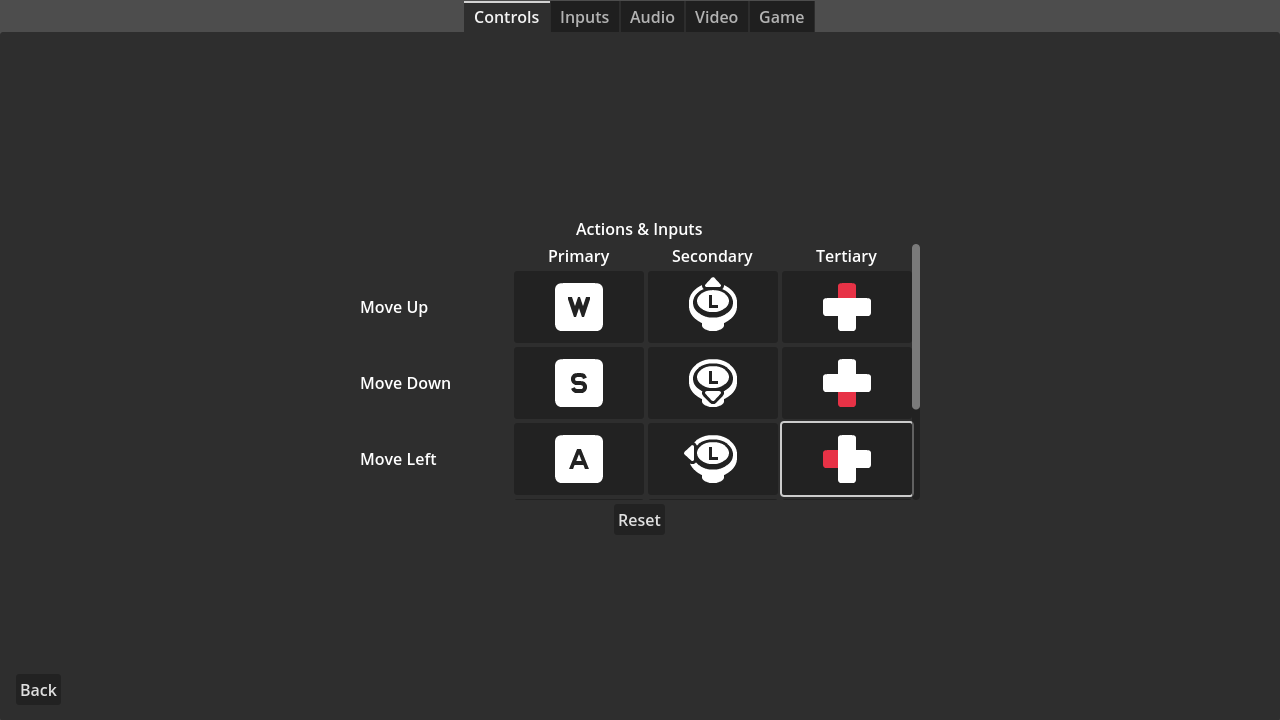 Controls Inputs Audio Video Game
Actions & Inputs
Primary Secondary Tertiary
Move Up W L
Move Down S L
Move Left A L
Reset
Back